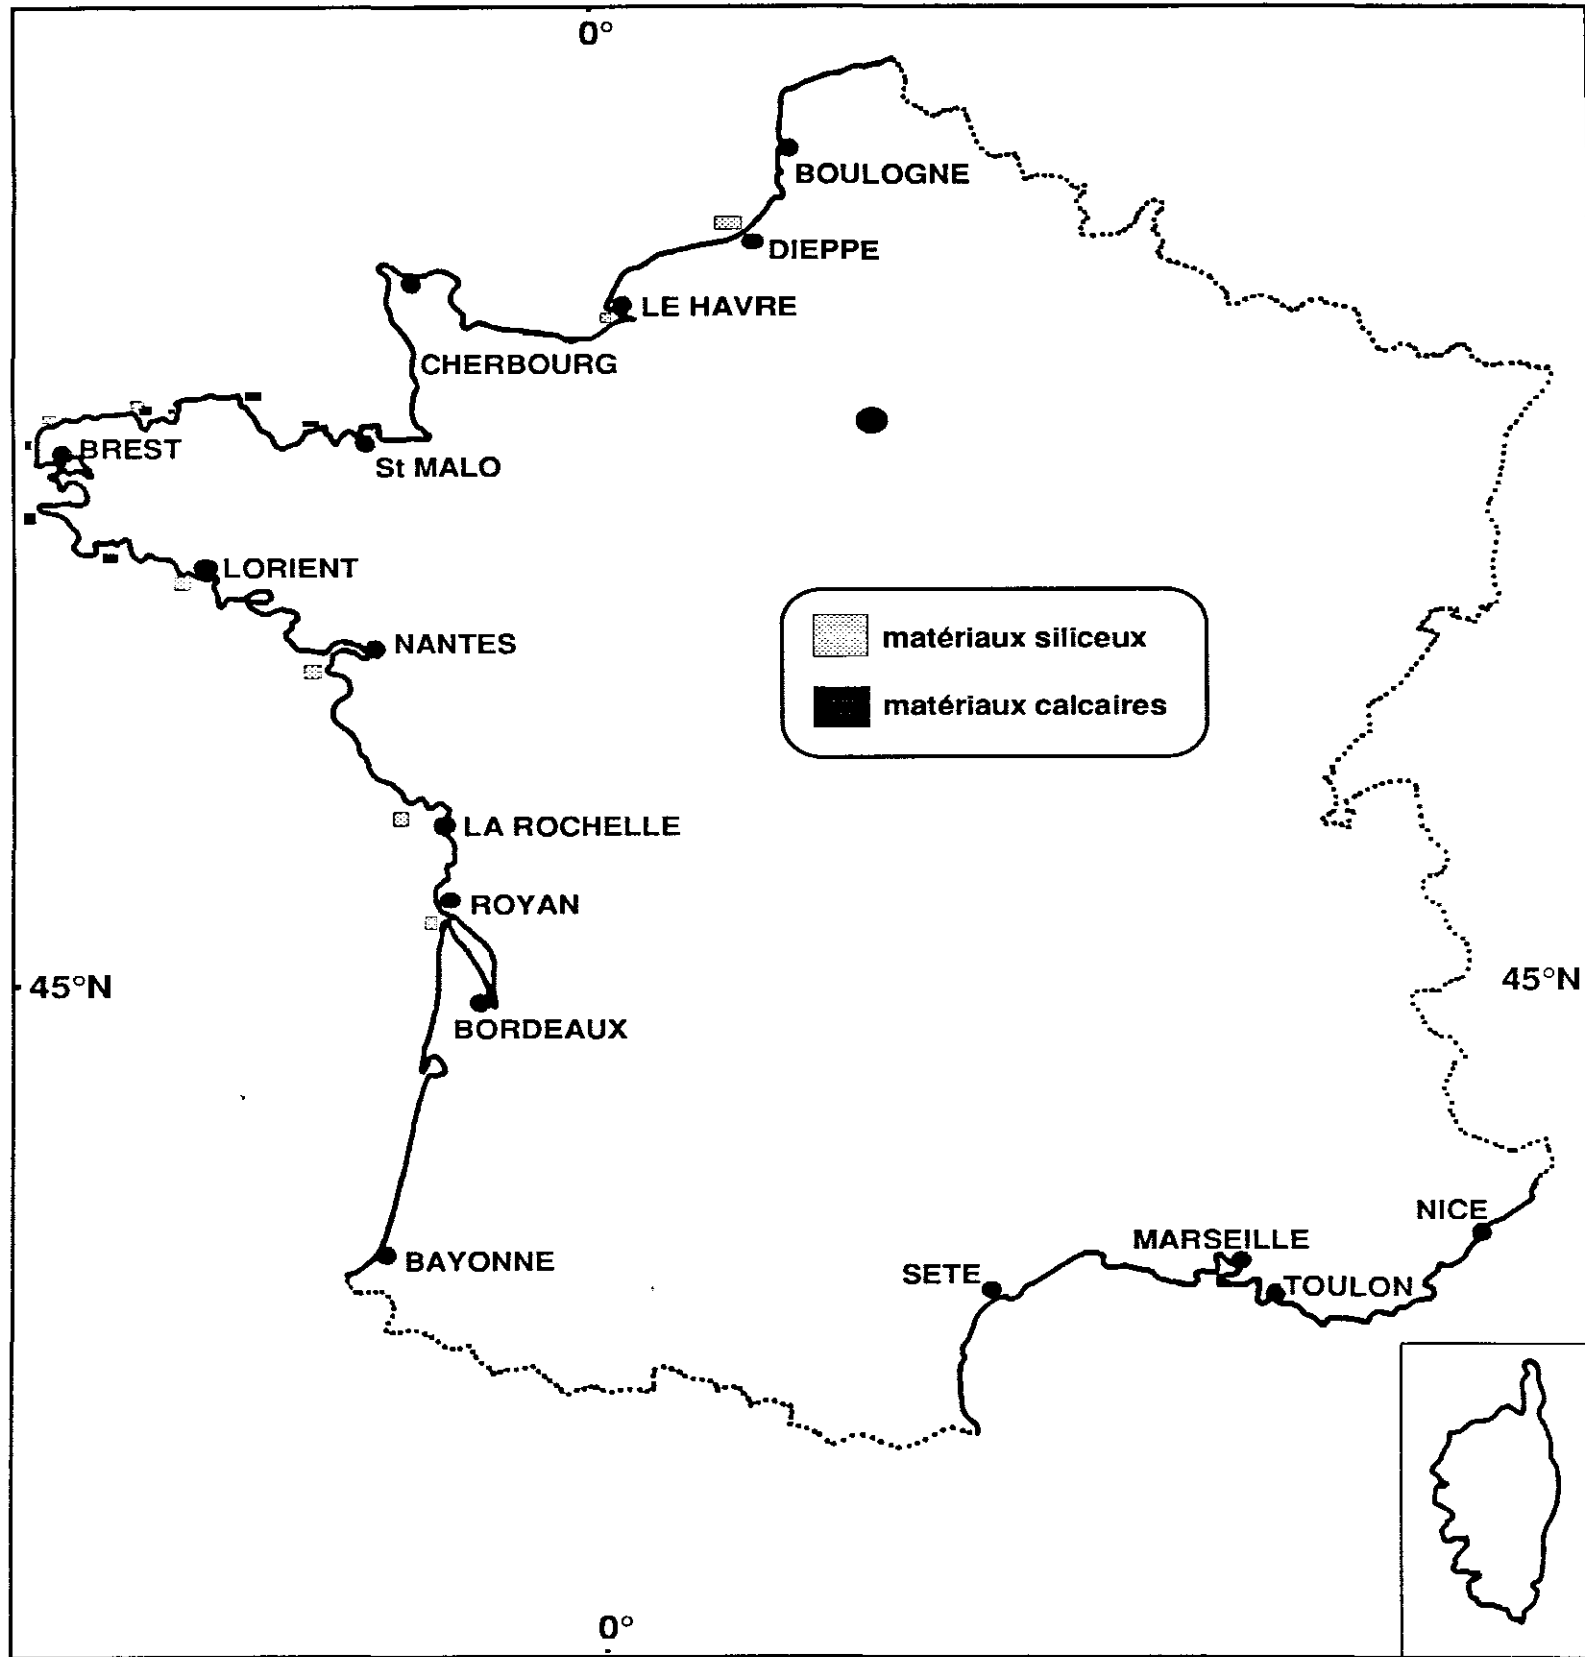 0°
BOULOGNE
DIEPPE
LE HAVRE
CHERBOURG
BREST
St MALO
LORIENT
NANTES
matériaux siliceux
matériaux calcaires
LA ROCHELLE
ROYAN
45°N
45°N
BORDEAUX
NICE
MARSEILLE
BAYONNE
SETE
TOULON
0°